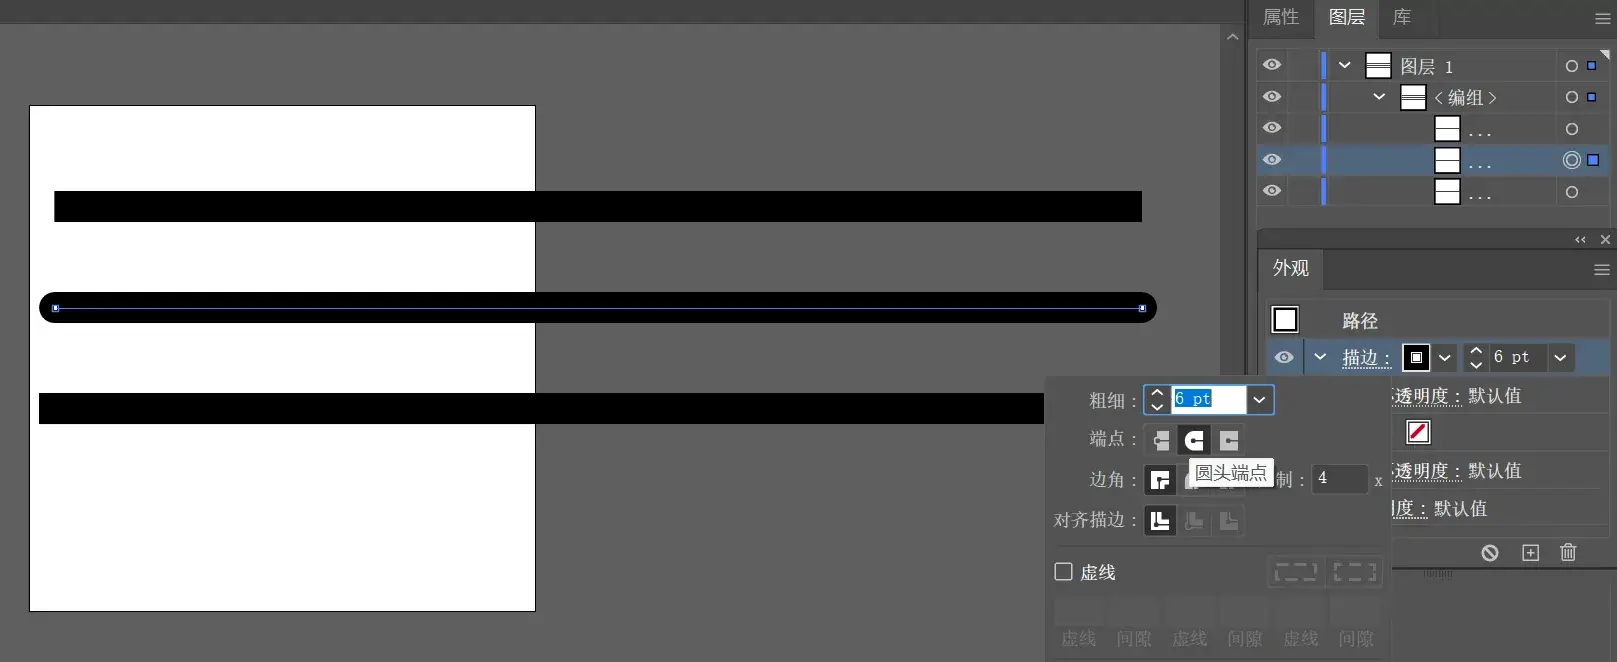 属性 图层 库
图层 1
<编组>
...
...
...
外观
路径
描边： 6 pt
粗细： 6 pt
不透明度：默认值
端点：
圆头端点
边角： 制： 4 x
不透明度：默认值
对齐描边： 明度：默认值
虚线
虚线 间隙 虚线 间隙 虚线 间隙